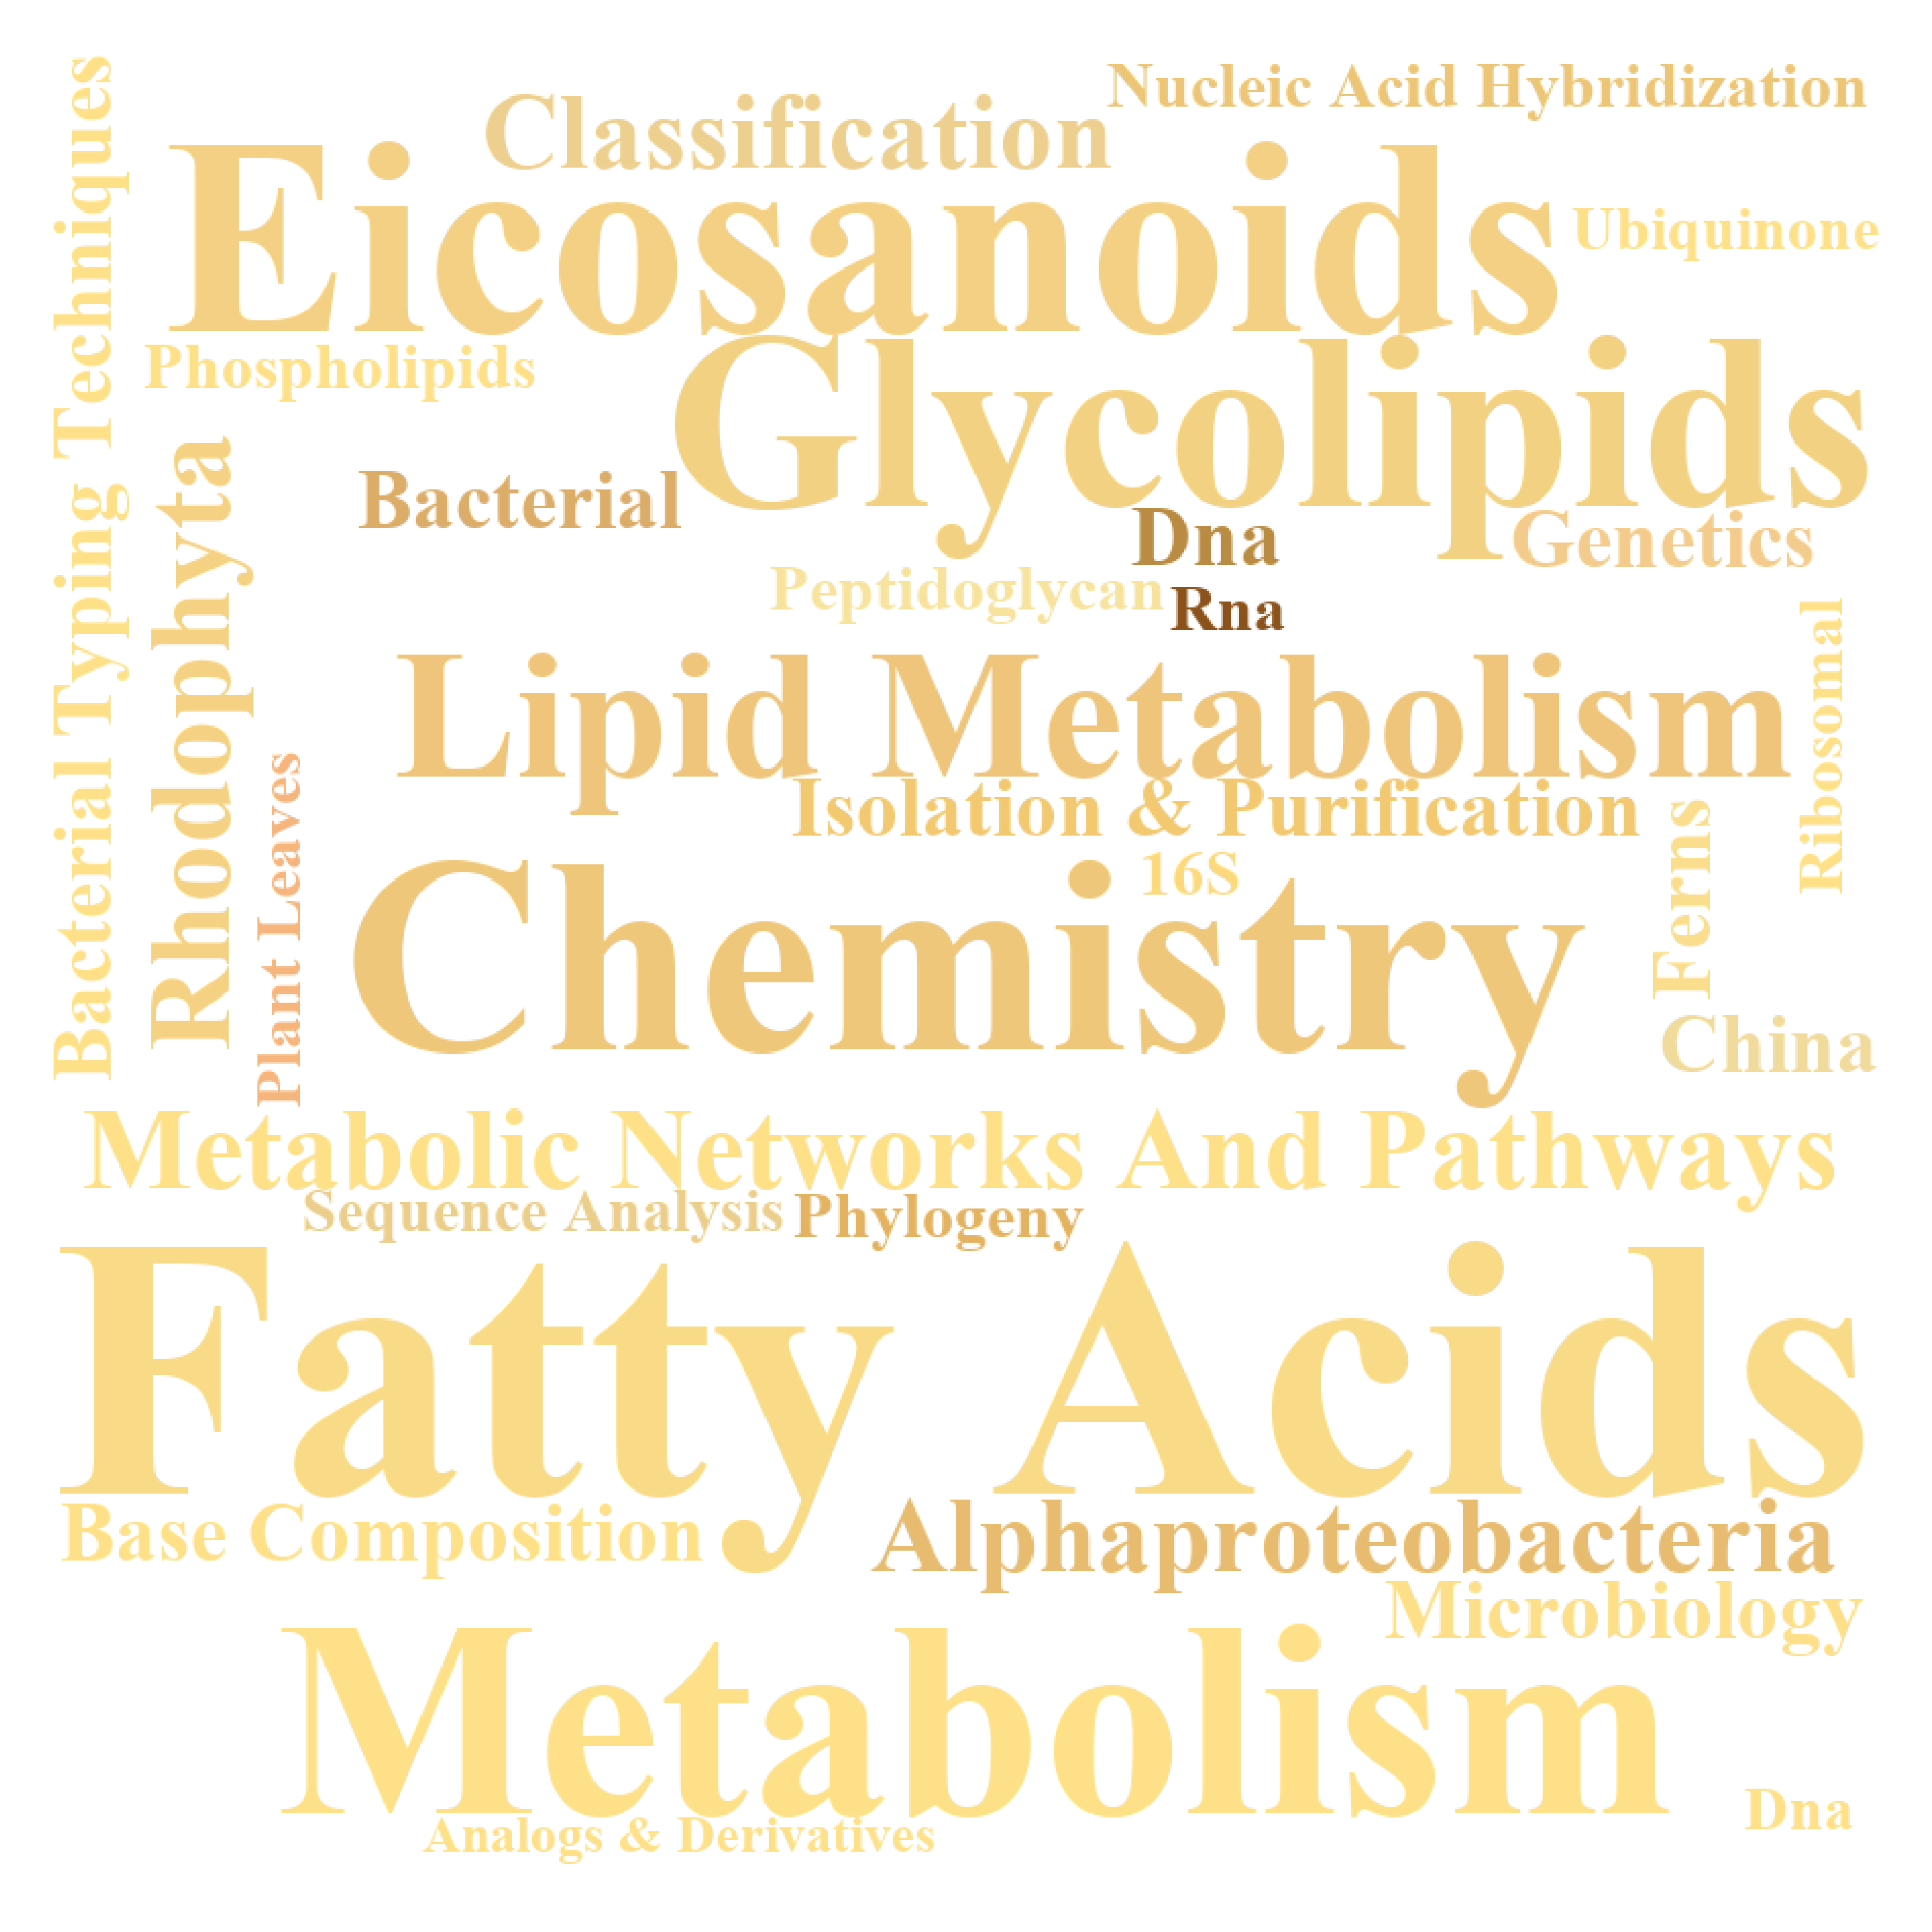 Nucleic Acid Hybridization
Classification
Eicosanoids
Ubiquinone
Phospholipids
Glycolipids
Bacterial Typing Techniques
Rhodophyta
Bacterial
Dna
Genetics
Peptidoglycan
Rna
Lipid Metabolism
Ribosomal
Plant Leaves
Isolation & Purification
Ferns
16S
Chemistry
China
Metabolic Networks And Pathways
Sequence Analysis
Phylogeny
Fatty Acids
Base Composition
Alphaproteobacteria
Microbiology
Metabolism
Dna
Analogs & Derivatives